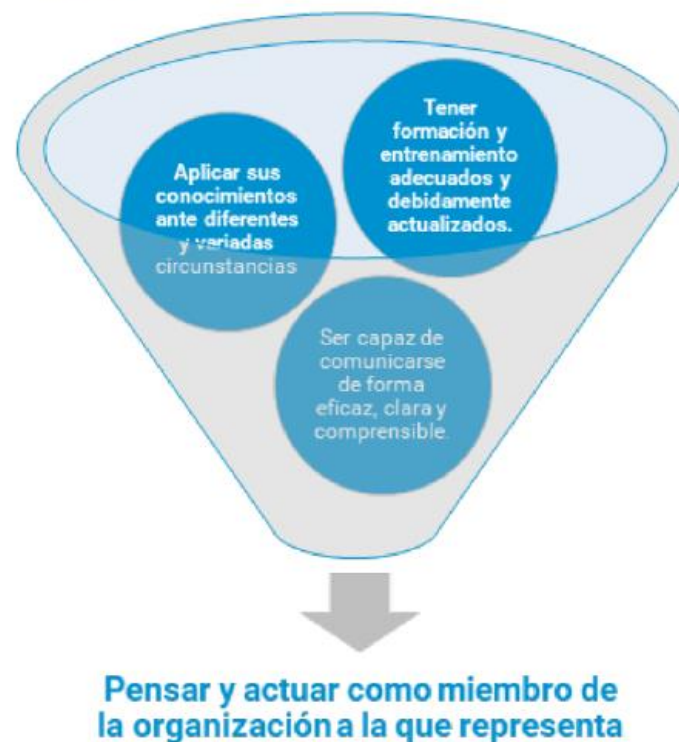 Tener
formación y
entrenamiento
adecuados y
debidamente
actualizados.
Aplicar sus
conocimientos
ante diferentes
y variadas
circunstancias
Ser capaz de
comunicarse
de forma
eficaz, clara y
comprensible.
Pensar y actuar como miembro de
la organización a la que representa